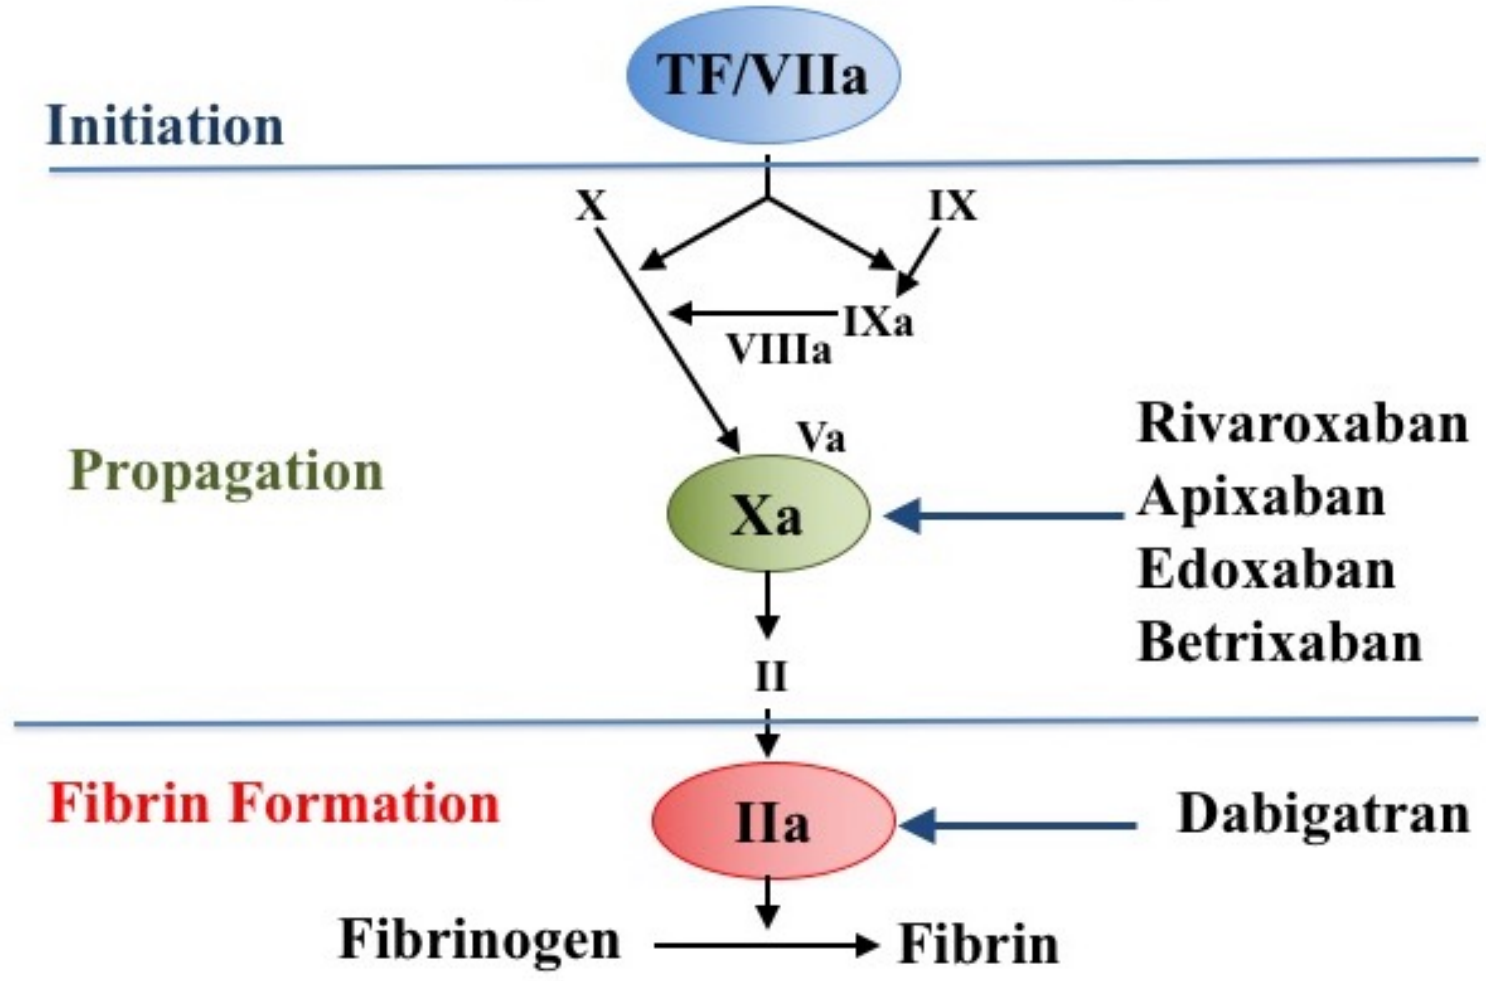 TF/VIIa
Initiation
X
IX
IXa
VIIIa
Va
Rivaroxaban
Propagation
Xa
Apixaban
Edoxaban
Betrixaban
II
Fibrin Formation
IIa
Dabigatran
Fibrinogen
Fibrin